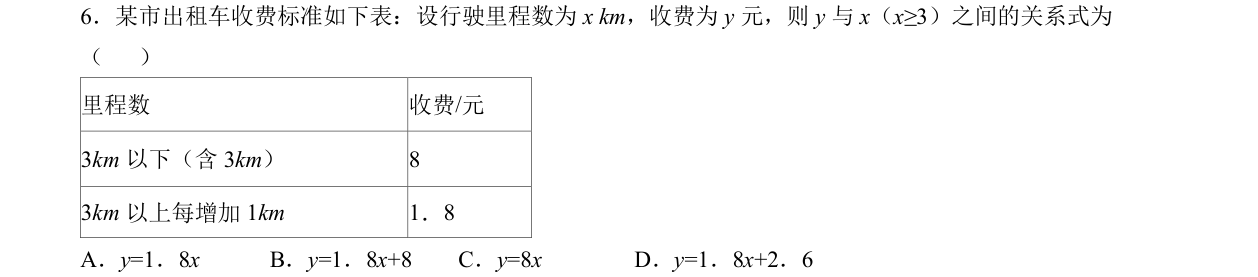 6．某市出租车收费标准如下表：设行驶里程数为 x km，收费为 y 元，则 y 与 x（x≥3）之间的关系式为
（　　）
里程数 收费/元
3km 以下（含 3km） 8
3km 以上每增加 1km 1．8
A．y=1．8x B．y=1．8x+8 C．y=8x D．y=1．8x+2．6